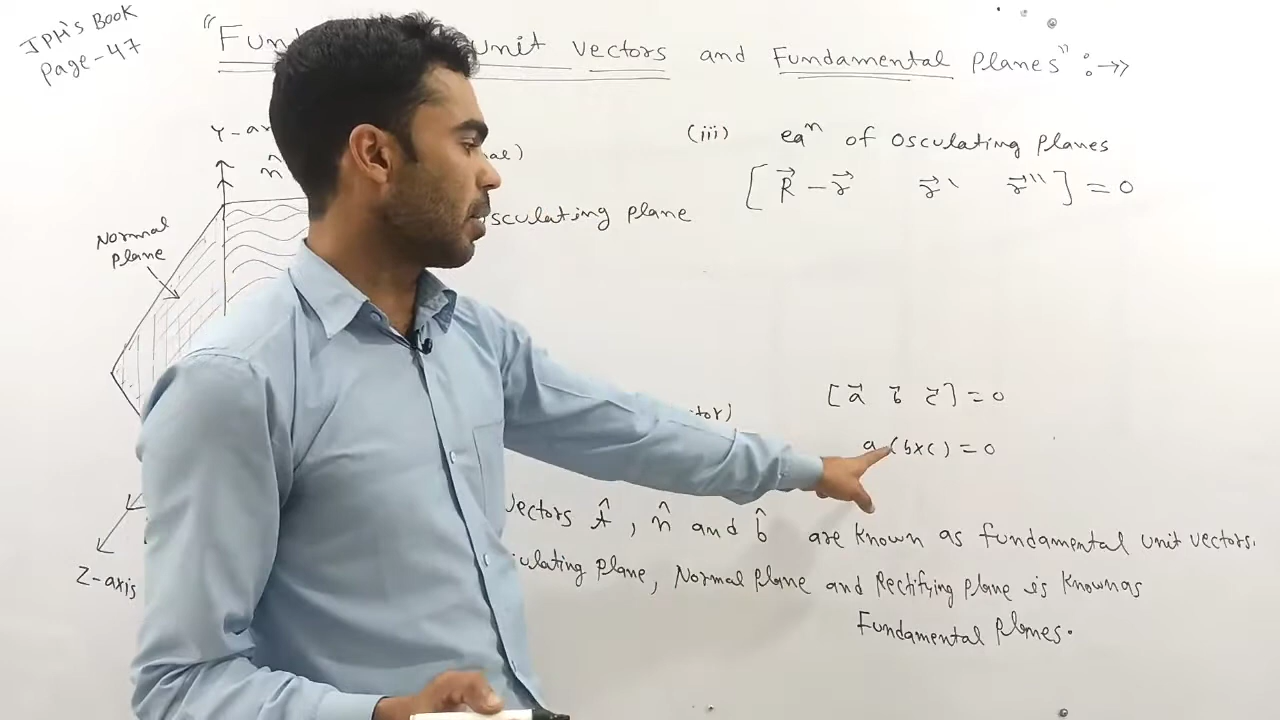 JPH's Book
Page-47
"Fun unit vectors and Fundamental Planes" :→
Y-a
n̂
al)
Normal
Plane
sculating plane
(iii) eqⁿ of osculating planes
[R⃗ - r⃗ r⃗' r⃗''] = 0
[a⃗ b⃗ c⃗] = 0
a.(b×c) = 0
tor)
vectors t̂, n̂ and b̂ are known as fundamental unit vectors.
culating plane, Normal plane and Rectifying plane is known as
Fundamental planes.
Z-axis